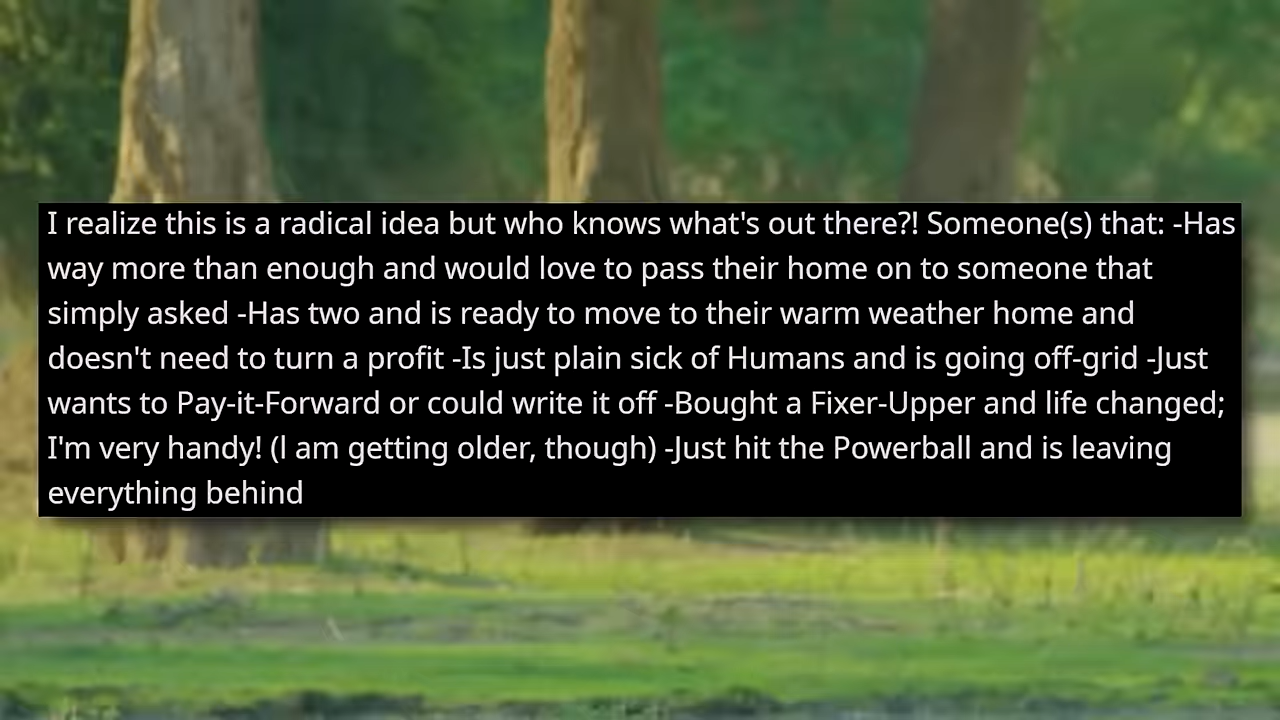 I realize this is a radical idea but who knows what's out there?! Someone(s) that: -Has
way more than enough and would love to pass their home on to someone that
simply asked -Has two and is ready to move to their warm weather home and
doesn't need to turn a profit -Is just plain sick of Humans and is going off-grid -Just
wants to Pay-it-Forward or could write it off -Bought a Fixer-Upper and life changed;
I'm very handy! (l am getting older, though) -Just hit the Powerball and is leaving
everything behind